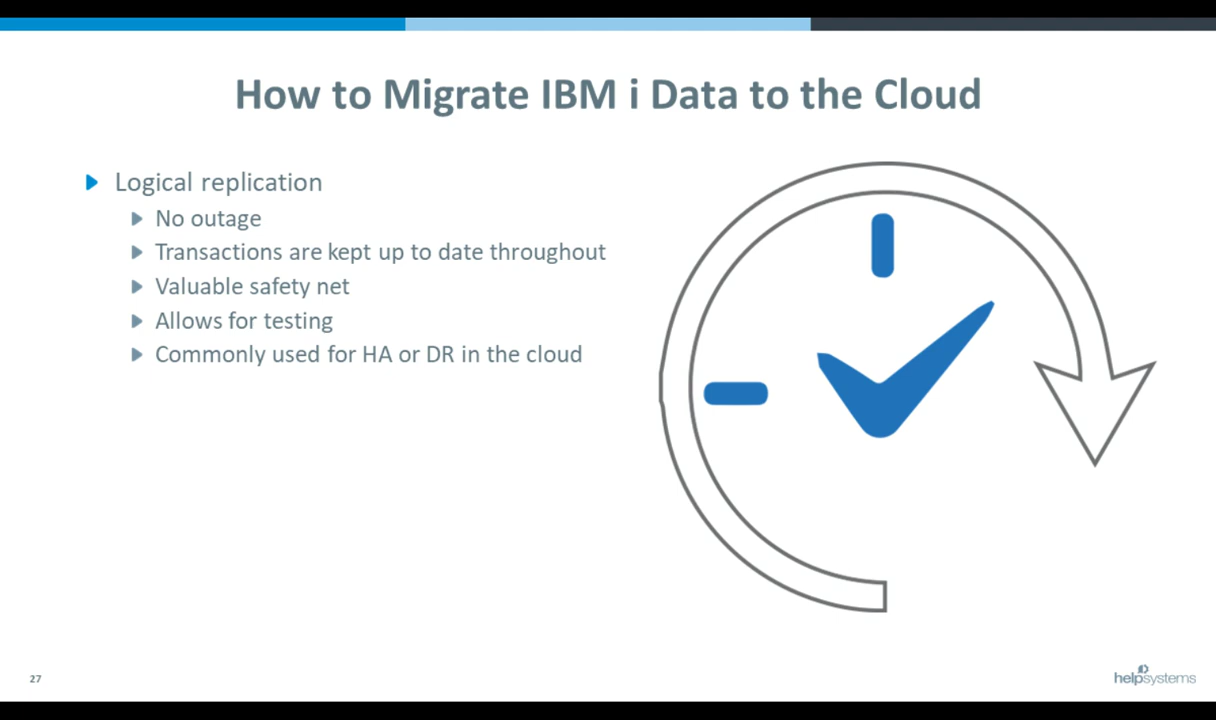 How to Migrate IBM i Data to the Cloud
Logical replication
No outage
Transactions are kept up to date throughout
Valuable safety net
Allows for testing
Commonly used for HA or DR in the cloud
27
helpsystems